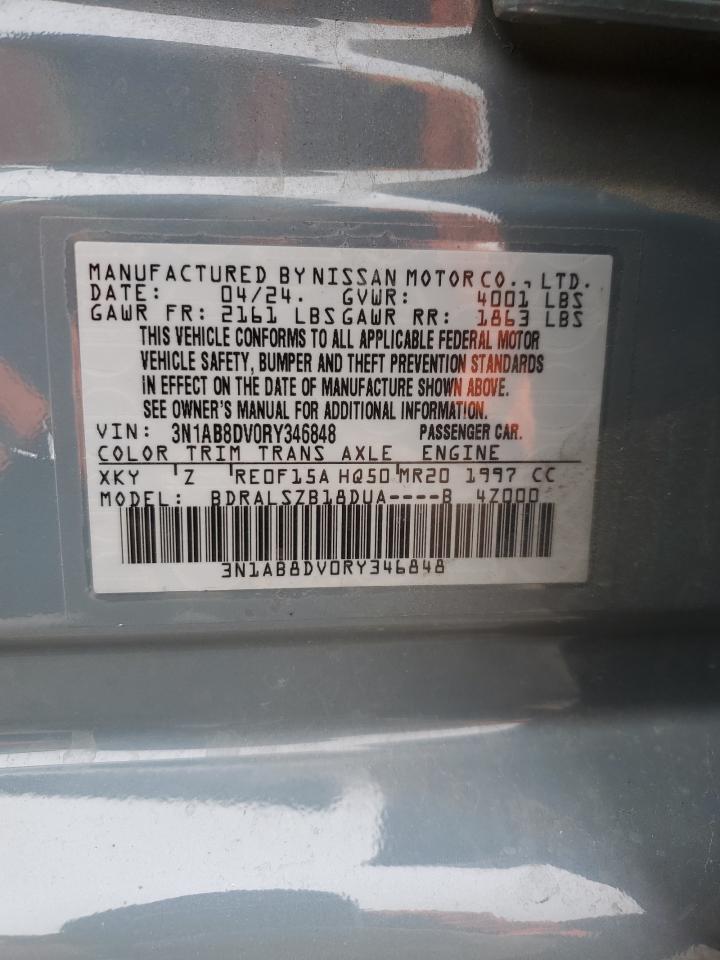 MANUFACTURED BY NISSAN MOTOR CO., LTD.
DATE: 04/24. GVWR: 4001 LBS
GAWR FR: 2161 LBS GAWR RR: 1863 LBS
THIS VEHICLE CONFORMS TO ALL APPLICABLE FEDERAL MOTOR
VEHICLE SAFETY, BUMPER AND THEFT PREVENTION STANDARDS
IN EFFECT ON THE DATE OF MANUFACTURE SHOWN ABOVE.
SEE OWNER'S MANUAL FOR ADDITIONAL INFORMATION.
VIN: 3N1AB8DV0RY346848 PASSENGER CAR.
COLOR TRIM TRANS AXLE ENGINE
XKY Z RE0F15A HQ50 MR20 1997 CC
MODEL: BDRALSZB18DUA----B 4Z000
3N1AB8DV0RY346848